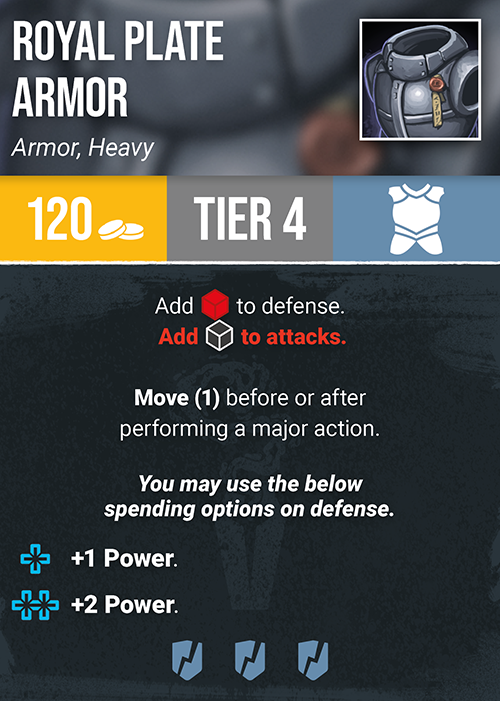 ROYAL PLATE
ARMOR
Armor, Heavy
120
TIER 4
Add to defense.
Add to attacks.
Move (1) before or after
performing a major action.
You may use the below
spending options on defense.
+1 Power.
+2 Power.